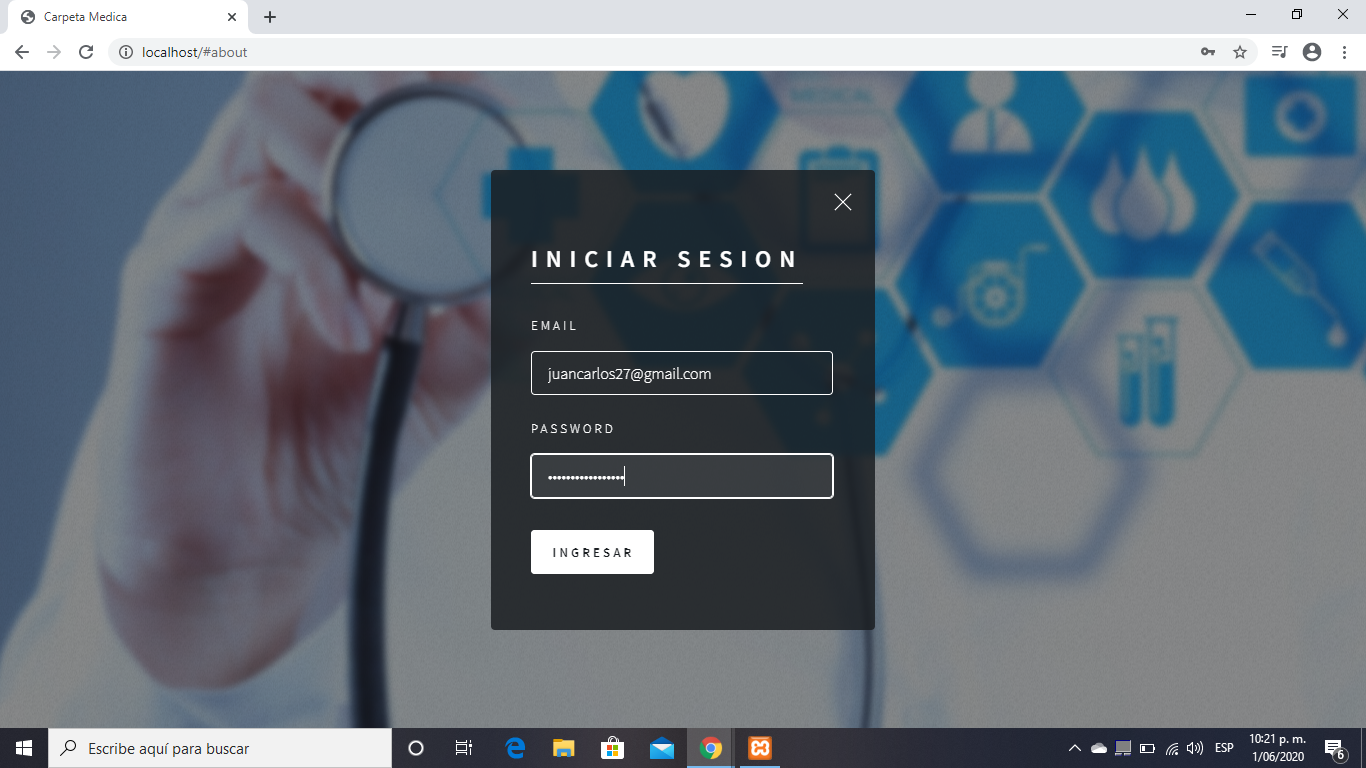 Carpeta Medica
localhost/#about
MEDICAL
INICIAR SESION
EMAIL
juancarlos27@gmail.com
PASSWORD
•••••••••••••••••
INGRESAR
Escribe aquí para buscar
ESP
10:21 p. m.
1/06/2020
6